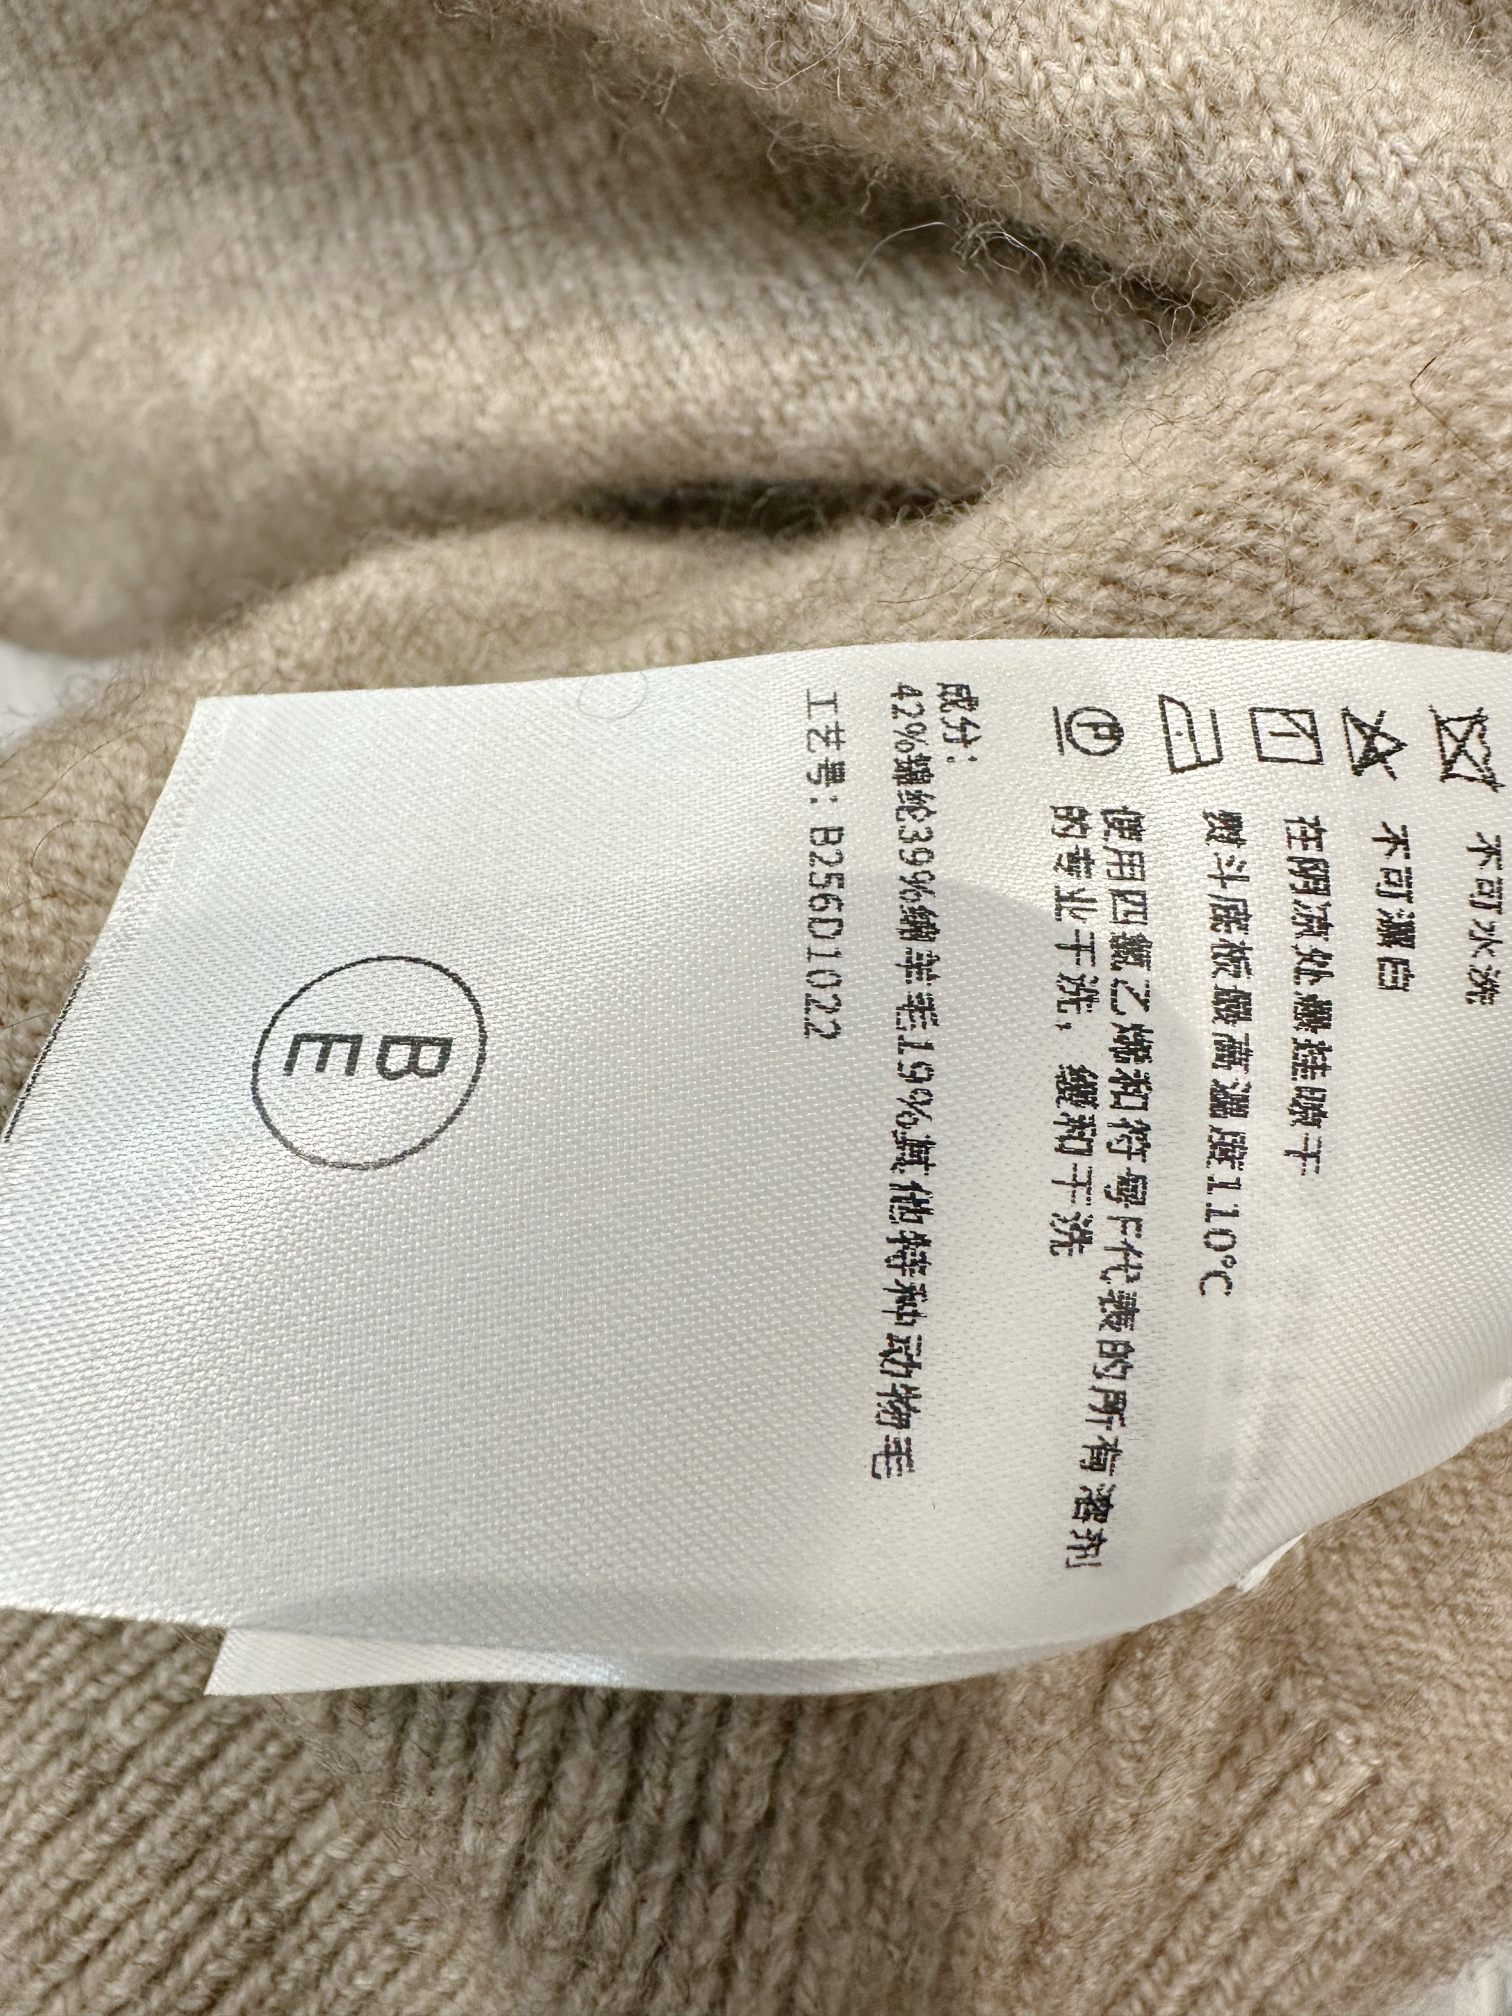 不可水洗
不可漂白
在阴凉处悬挂晾干
熨斗底板最高温度110℃
P 使用四氯乙烯和符号F代表的所有溶剂
的专业干洗，缓和干洗
成分：
42%锦纶39%绵羊毛19%其他特种动物毛
工艺号：B256D1022
B
E